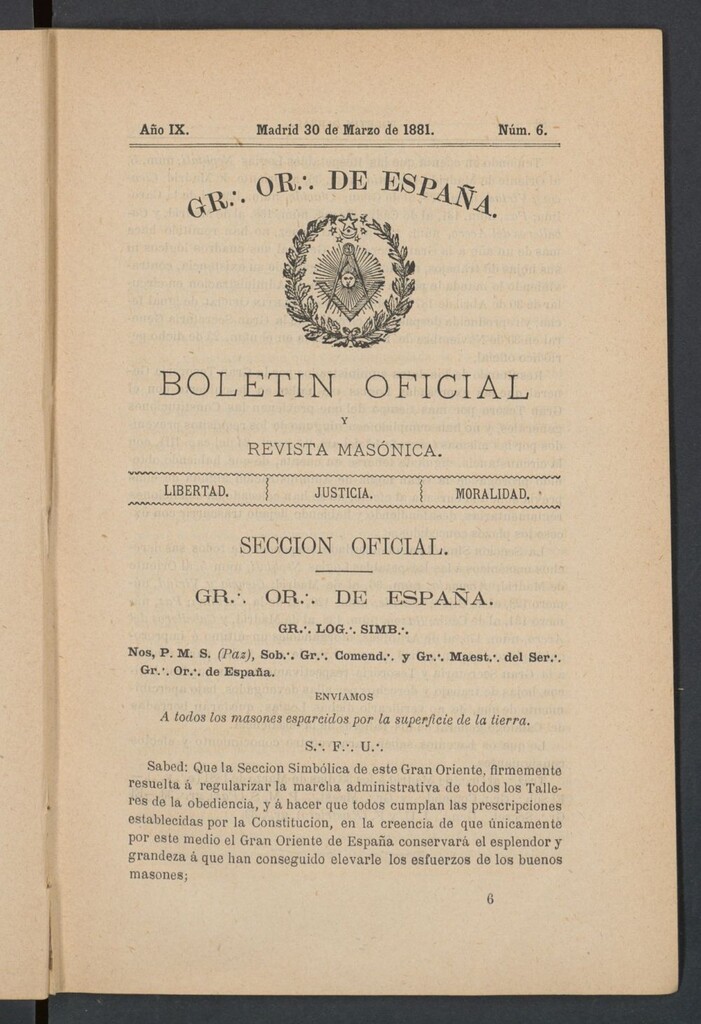 Año IX. Madrid 30 de Marzo de 1881. Núm. 6.
GR.·. OR.·. DE ESPAÑA.
BOLETIN OFICIAL
Y
REVISTA MASÓNICA.
LIBERTAD. JUSTICIA. MORALIDAD.
SECCION OFICIAL.
GR.·. OR.·. DE ESPAÑA.
GR.·. LOG.·. SIMB.·.
Nos, P. M. S. (Paz), Sob.·. Gr.·. Comend.·. y Gr.·. Maest.·. del Ser.·.
Gr.·. Or.·. de España.
ENVIAMOS
A todos los masones esparcidos por la superficie de la tierra.
S.·. F.·. U.·.
Sabed: Que la Seccion Simbólica de este Gran Oriente, firmemente
resuelta á regularizar la marcha administrativa de todos los Talle-
res de la obediencia, y á hacer que todos cumplan las prescripciones
establecidas por la Constitucion, en la creencia de que únicamente
por este medio el Gran Oriente de España conservará el esplendor y
grandeza á que han conseguido elevarle los esfuerzos de los buenos
masones;
6